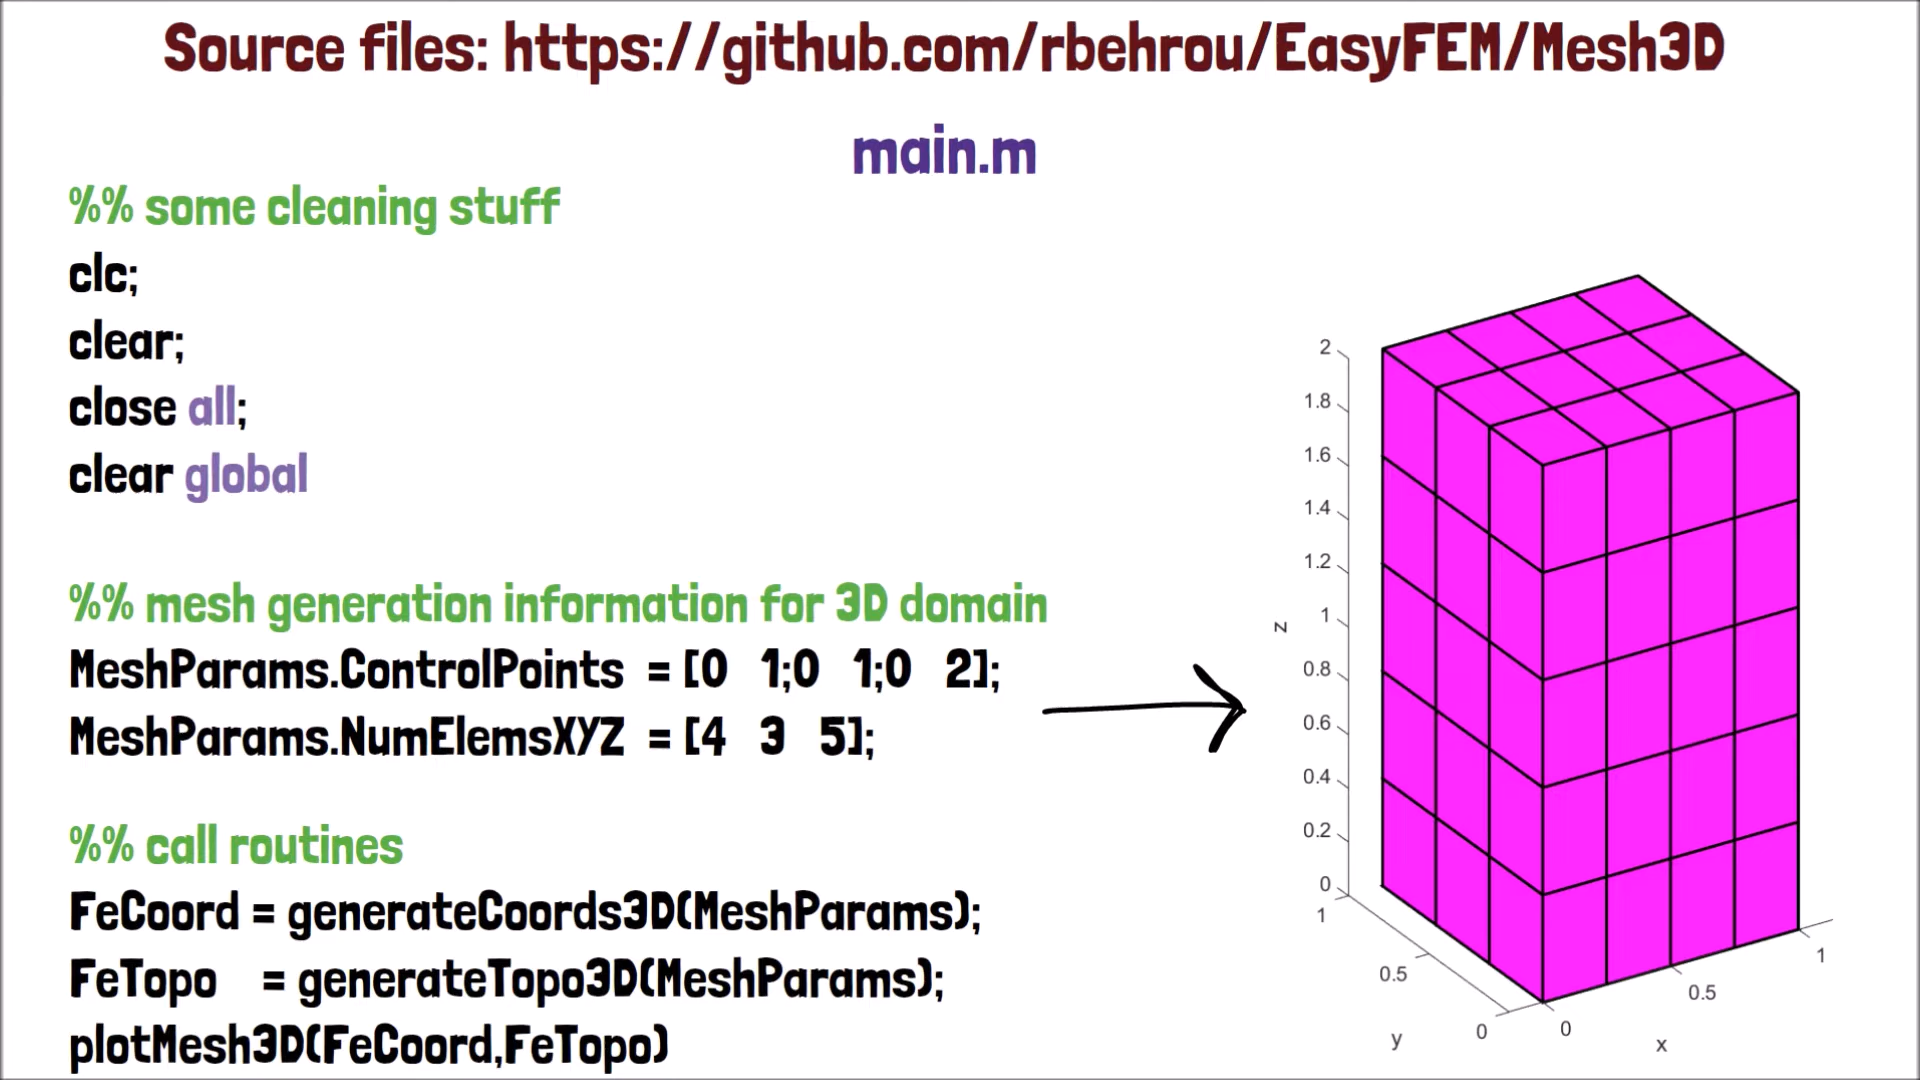 Source files: https://github.com/rbehrou/EasyFEM/Mesh3D
main.m
%% some cleaning stuff
clc;
clear;
close all;
clear global
%% mesh generation information for 3D domain
MeshParams.ControlPoints = [0 1;0 1;0 2];
MeshParams.NumElemsXYZ = [4 3 5];
%% call routines
FeCoord = generateCoords3D(MeshParams);
FeTopo = generateTopo3D(MeshParams);
plotMesh3D(FeCoord,FeTopo)
2
1.8
1.6
1.4
1.2
1
z
0.8
0.6
0.4
0.2
0
1
0.5
0
y
0
0.5
1
x